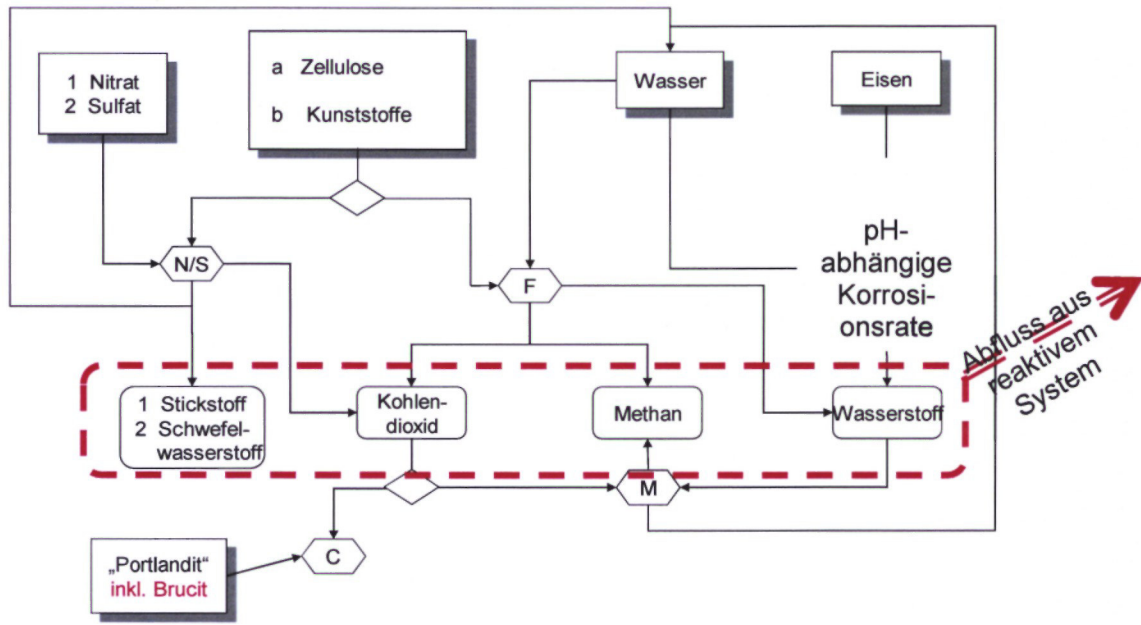 1 Nitrat
2 Sulfat
a Zellulose
b Kunststoffe
Wasser
Eisen
N/S
F
pH-
abhängige
Korrosi-
onsrate
Abfluss aus
reaktivem
System
1 Stickstoff
2 Schwefel-
wasserstoff
Kohlen-
dioxid
Methan
Wasserstoff
M
C
„Portlandit“
inkl. Brucit